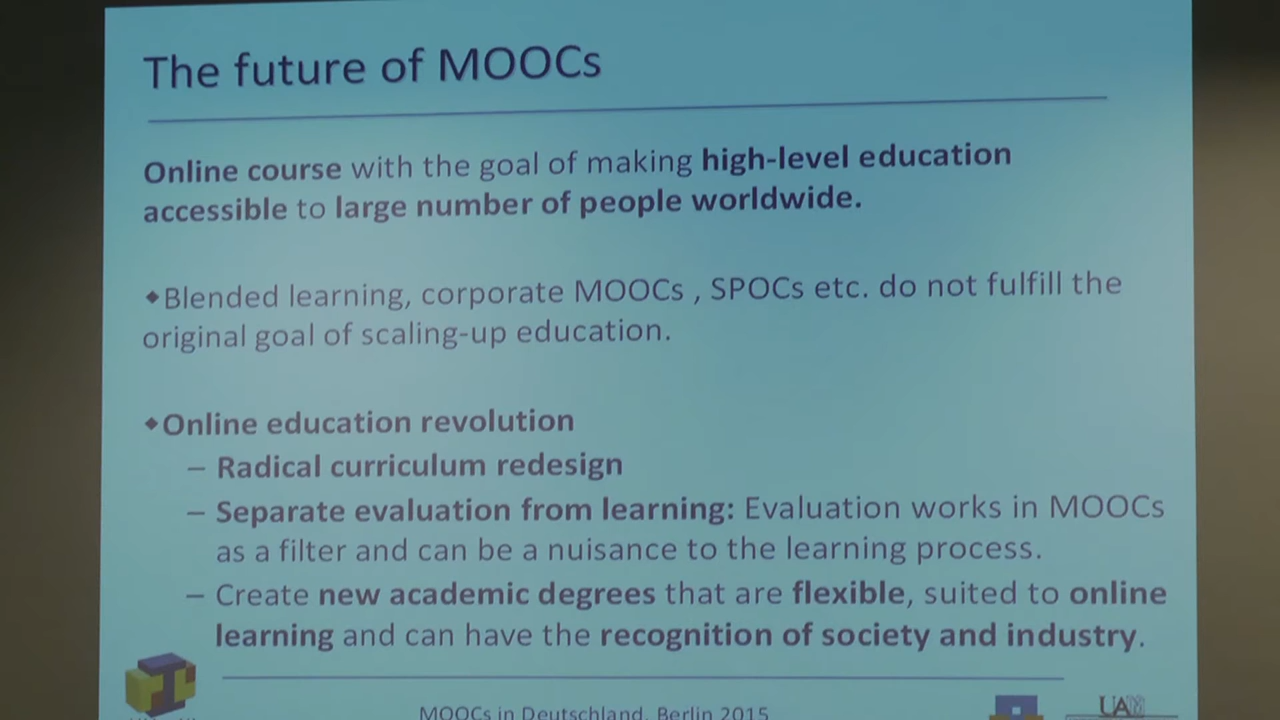 The future of MOOCs
Online course with the goal of making high-level education
accessible to large number of people worldwide.
◆Blended learning, corporate MOOCs , SPOCs etc. do not fulfill the
original goal of scaling-up education.
◆Online education revolution
– Radical curriculum redesign
– Separate evaluation from learning: Evaluation works in MOOCs
as a filter and can be a nuisance to the learning process.
– Create new academic degrees that are flexible, suited to online
learning and can have the recognition of society and industry.
MOOCs in Deutschland, Berlin 2015